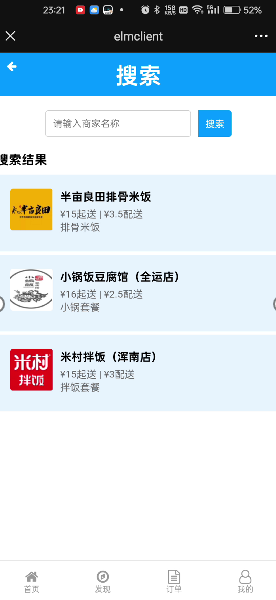 23:21
52%
elmclient
搜索
请输入商家名称
搜索
搜索结果
半亩良田
半亩良田排骨米饭
¥15起送 | ¥3.5配送
排骨米饭
小锅饭豆腐馆（全运店）
¥16起送 | ¥2.5配送
小锅套餐
米村
拌饭
米村拌饭（浑南店）
¥15起送 | ¥3配送
拌饭套餐
首页
发现
订单
我的